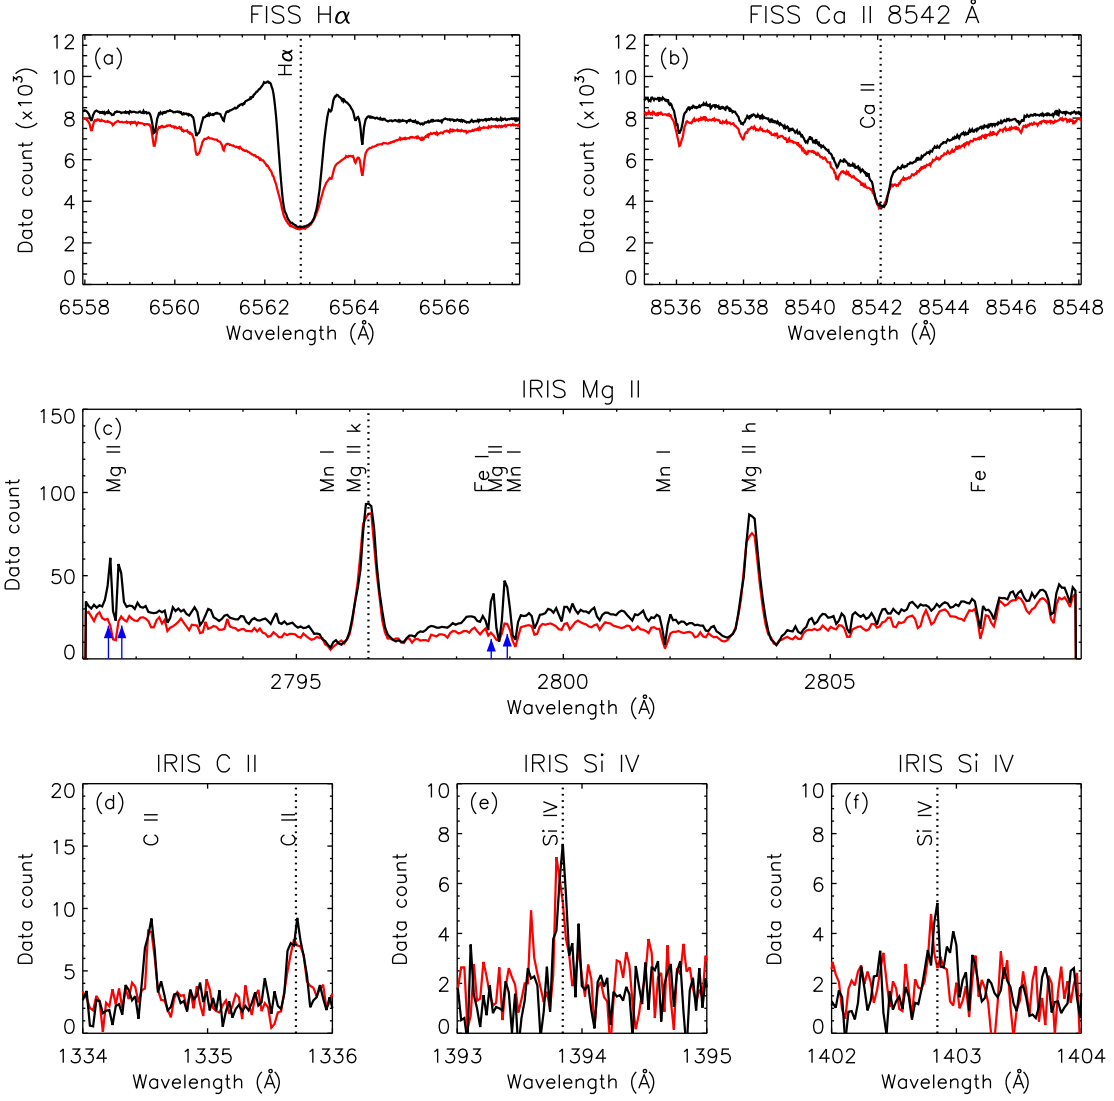 FISS Hα
FISS Ca II 8542 Å
(a)
Hα
Data count (×10³)
0
2
4
6
8
10
12
6558
6560
6562
6564
6566
Wavelength (Å)
(b)
Ca II
Data count (×10³)
0
2
4
6
8
10
12
8536
8538
8540
8542
8544
8546
8548
Wavelength (Å)
IRIS Mg II
(c)
Mg II
Mn I
Mg II k
Fe I
Mg II
Mn I
Mn I
Mg II h
Fe I
Data count
0
50
100
150
2795
2800
2805
Wavelength (Å)
IRIS C II
(d)
C II
C II
Data count
0
5
10
15
20
1334
1335
1336
Wavelength (Å)
IRIS Si IV
(e)
Si IV
Data count
0
2
4
6
8
10
1393
1394
1395
Wavelength (Å)
IRIS Si IV
(f)
Si IV
Data count
0
2
4
6
8
10
1402
1403
1404
Wavelength (Å)